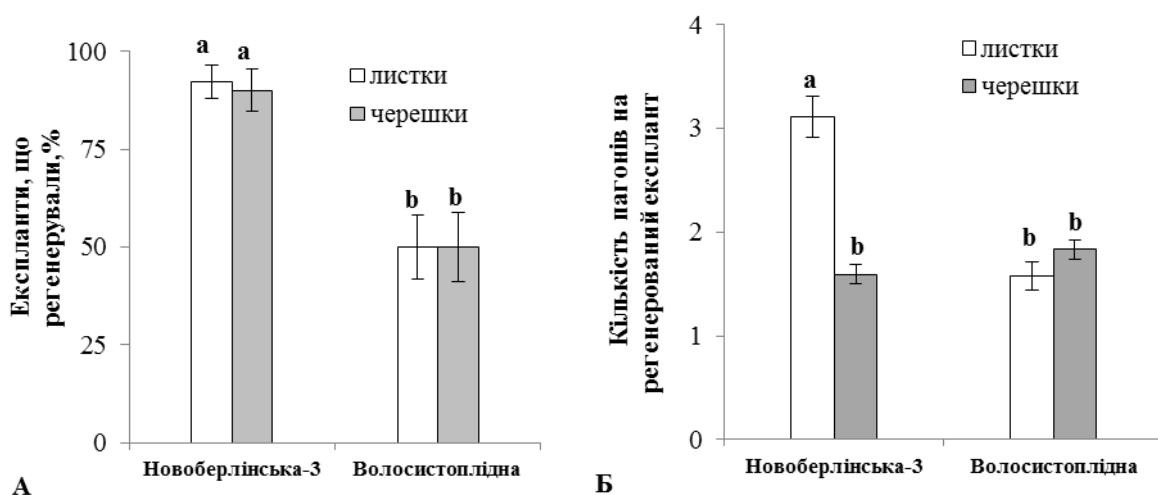 Експланти, що
регенерували,%
100
75
50
25
0
a
a
b
b
листки
черешки
Новоберлінська-3
Волосистоплідна
А
Кількість пагонів на
регенерований експлант
4
3
2
1
0
a
b
b
b
листки
черешки
Новоберлінська-3
Волосистоплідна
Б